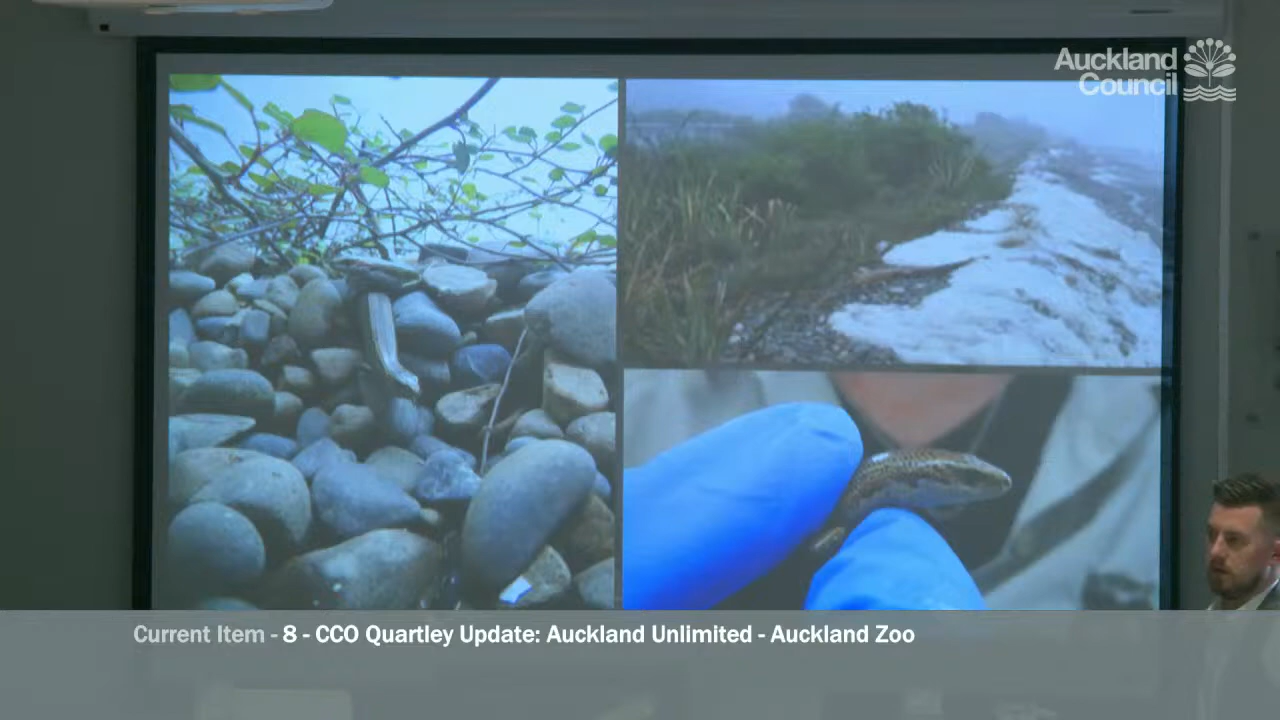 Auckland
Council
Current Item - 8 - CCO Quartley Update: Auckland Unlimited - Auckland Zoo